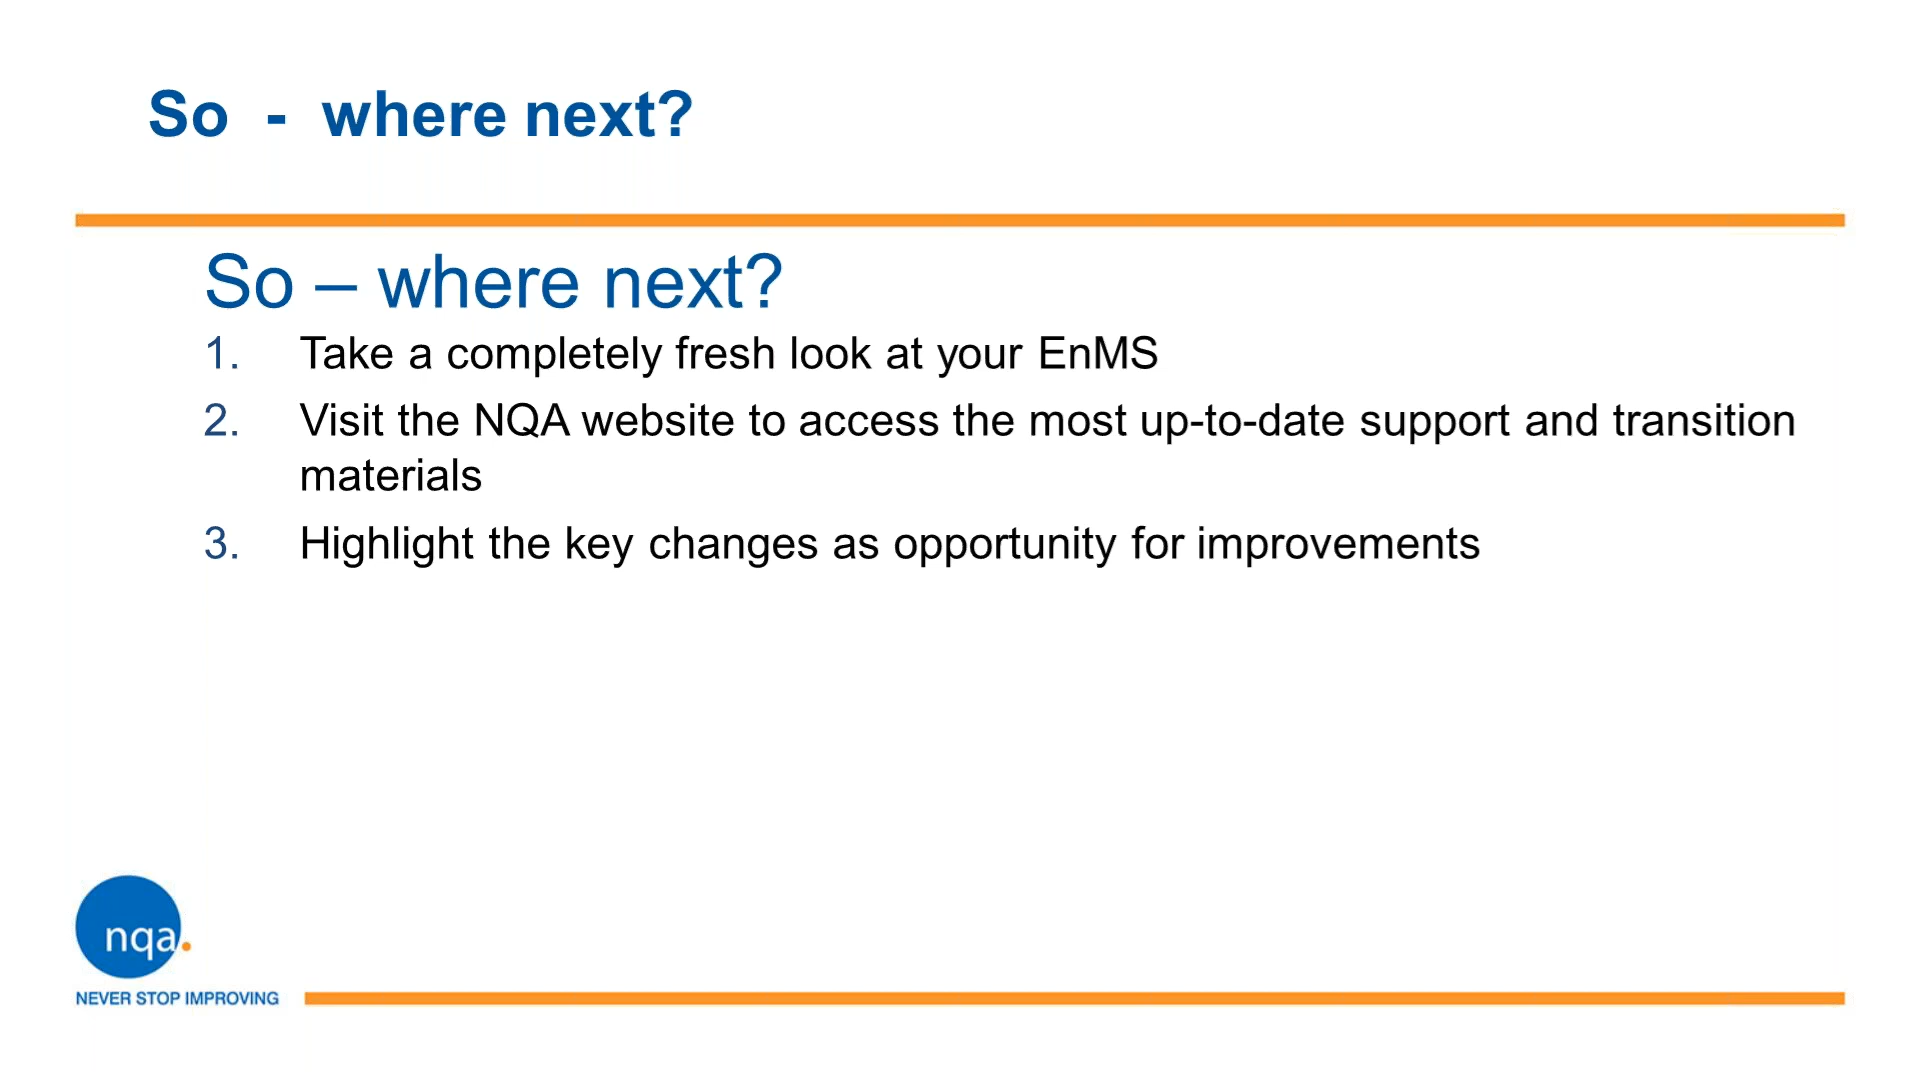 So - where next?
So – where next?
1. Take a completely fresh look at your EnMS
2. Visit the NQA website to access the most up-to-date support and transition
materials
3. Highlight the key changes as opportunity for improvements
nqa.
NEVER STOP IMPROVING